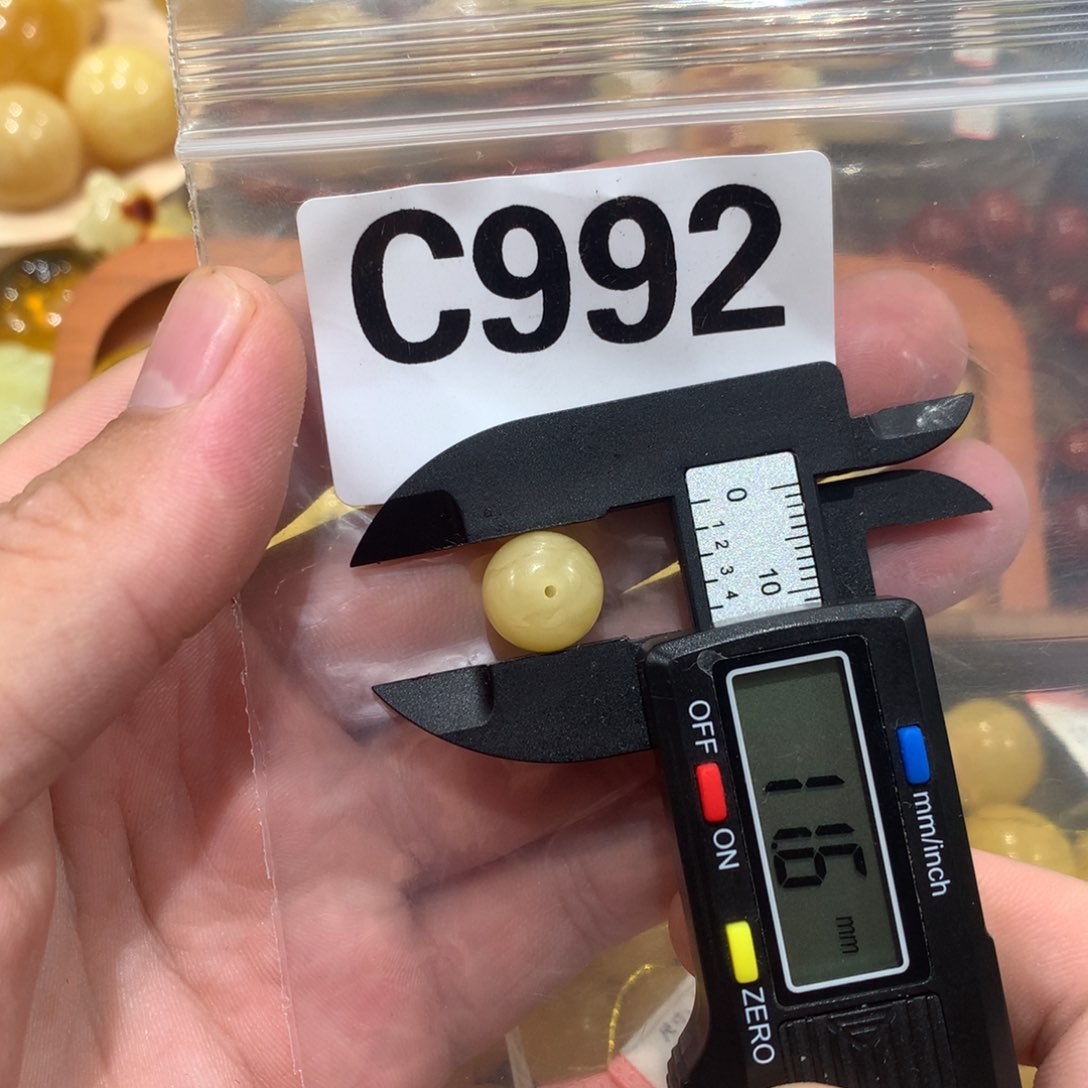 C992
0 10
1 2 3 4
OFF ON
ZERO
mm/inch
11.6 mm